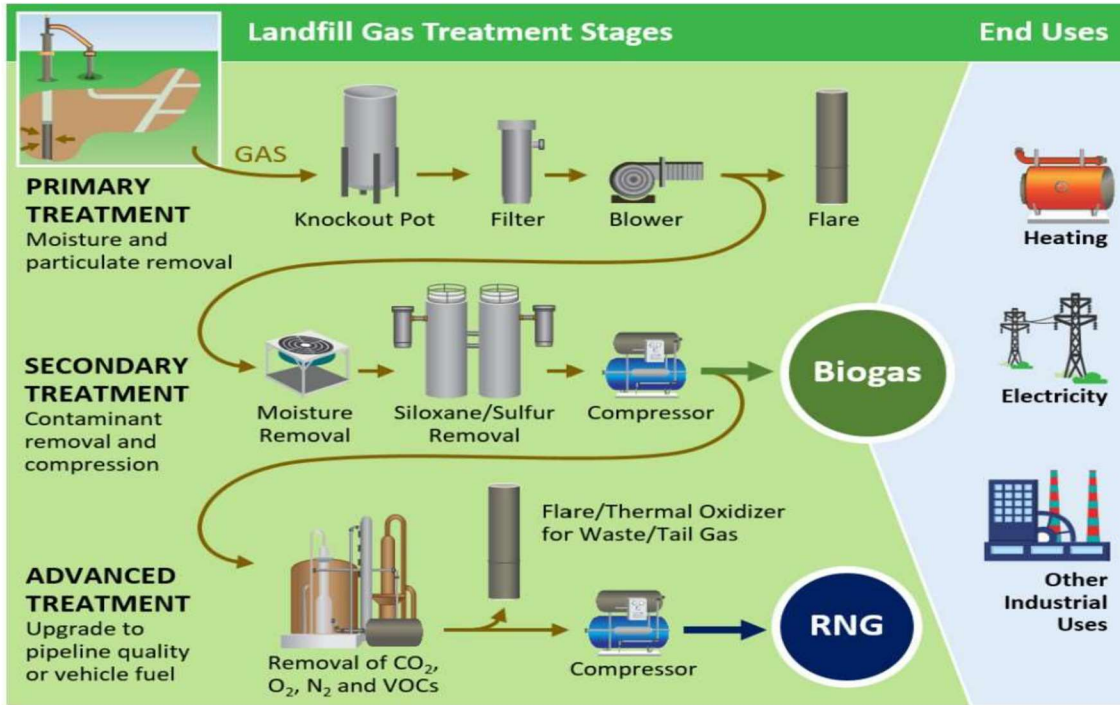 Landfill Gas Treatment Stages
End Uses
GAS
PRIMARY
TREATMENT
Moisture and
particulate removal
Knockout Pot
Filter
Blower
Flare
Heating
SECONDARY
TREATMENT
Contaminant
removal and
compression
Moisture
Removal
Siloxane/Sulfur
Removal
Compressor
Biogas
Electricity
ADVANCED
TREATMENT
Upgrade to
pipeline quality
or vehicle fuel
Removal of CO₂,
O₂, N₂ and VOCs
Flare/Thermal Oxidizer
for Waste/Tail Gas
Compressor
RNG
Other
Industrial
Uses